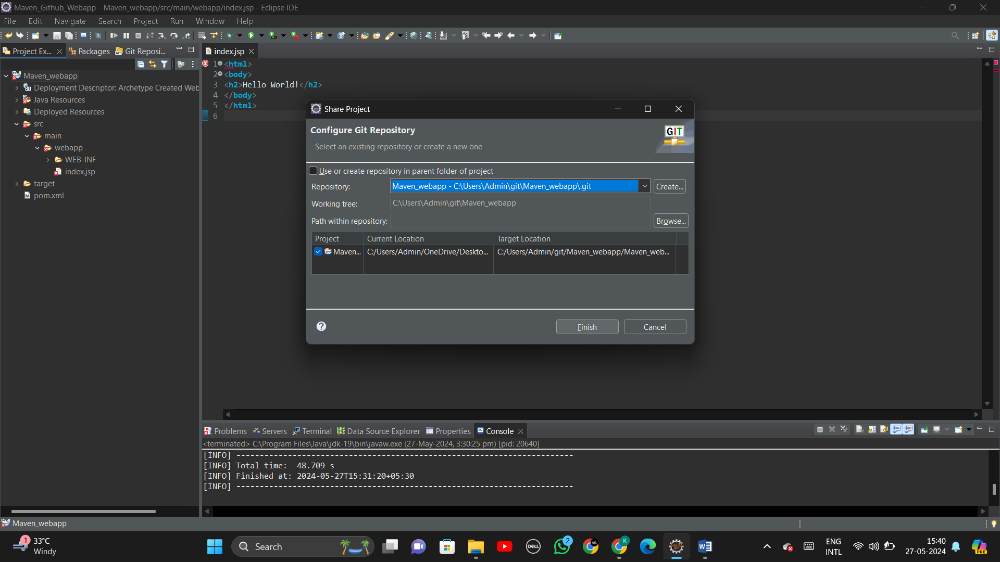 Maven_Github_Webapp - Maven_webapp/src/main/webapp/index.jsp - Eclipse IDE
File Edit Navigate Search Project Run Window Help
Project Ex... Packages Git Reposi...
Maven_webapp
Deployment Descriptor: Archetype Created Web
Java Resources
Deployed Resources
src
main
webapp
WEB-INF
index.jsp
target
pom.xml
index.jsp
1 <html>
2 <body>
3 <h2>Hello World!</h2>
4 </body>
5 </html>
6
Share Project
Configure Git Repository
Select an existing repository or create a new one
GIT
Use or create repository in parent folder of project
Repository: Maven_webapp - C:\Users\Admin\git\Maven_webapp\.git Create...
Working tree: C:\Users\Admin\git\Maven_webapp
Path within repository: Browse...
Project Current Location Target Location
Maven... C:/Users/Admin/OneDrive/Deskto... C:/Users/Admin/git/Maven_webapp/Maven_web...
Finish Cancel
Problems Servers Terminal Data Source Explorer Properties Console
<terminated> C:\Program Files\Java\jdk-19\bin\javaw.exe (27-May-2024, 3:30:25 pm) [pid: 20640]
[INFO] ------------------------------------------------------------------------
[INFO] Total time:  48.709 s
[INFO] Finished at: 2024-05-27T15:31:20+05:30
[INFO] ------------------------------------------------------------------------
Maven_webapp
1 33°C
Windy
Search
DELL
2
K
ENG
INTL
15:40
27-05-2024
PRE